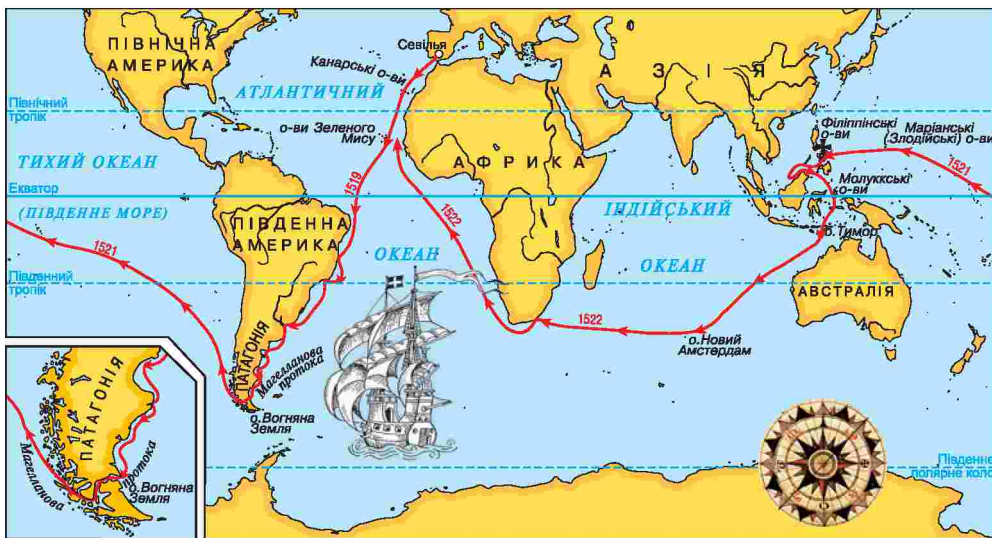 ПІВНІЧНА
АМЕРИКА
Севілья
Канарські о-ви
АТЛАНТИЧНИЙ
А З І Я
Північний
тропік
о-ви Зеленого
Мису
ТИХИЙ ОКЕАН
АФРИКА
Філіппінські
о-ви
Маріанські
(Злодійські) о-ви
1521
Молуккські
о-ви
Екватор
(ПІВДЕННЕ МОРЕ)
1519
1522
ІНДІЙСЬКИЙ
ПІВДЕННА
АМЕРИКА
о. Тимор
1521
ОКЕАН
ОКЕАН
Південний
тропік
АВСТРАЛІЯ
1522
о.Новий
Амстердам
ПАТАГОНІЯ
Магелланова
протока
о.Вогняна
Земля
ПАТАГОНІЯ
Магелланова
протока
о.Вогняна
Земля
Південне
полярне коло